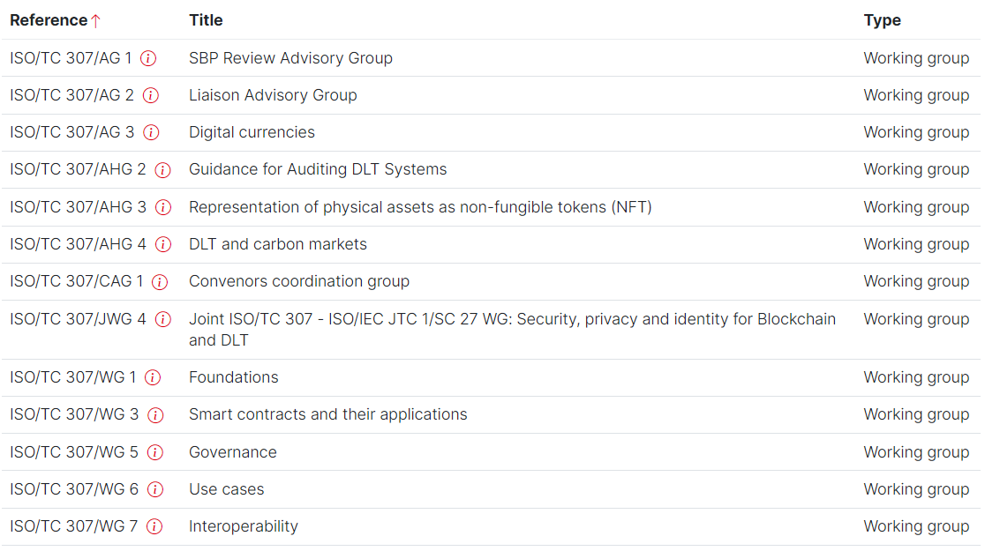 Reference↑ Title Type
ISO/TC 307/AG 1 i SBP Review Advisory Group Working group
ISO/TC 307/AG 2 i Liaison Advisory Group Working group
ISO/TC 307/AG 3 i Digital currencies Working group
ISO/TC 307/AHG 2 i Guidance for Auditing DLT Systems Working group
ISO/TC 307/AHG 3 i Representation of physical assets as non-fungible tokens (NFT) Working group
ISO/TC 307/AHG 4 i DLT and carbon markets Working group
ISO/TC 307/CAG 1 i Convenors coordination group Working group
ISO/TC 307/JWG 4 i Joint ISO/TC 307 - ISO/IEC JTC 1/SC 27 WG: Security, privacy and identity for Blockchain Working group
and DLT
ISO/TC 307/WG 1 i Foundations Working group
ISO/TC 307/WG 3 i Smart contracts and their applications Working group
ISO/TC 307/WG 5 i Governance Working group
ISO/TC 307/WG 6 i Use cases Working group
ISO/TC 307/WG 7 i Interoperability Working group